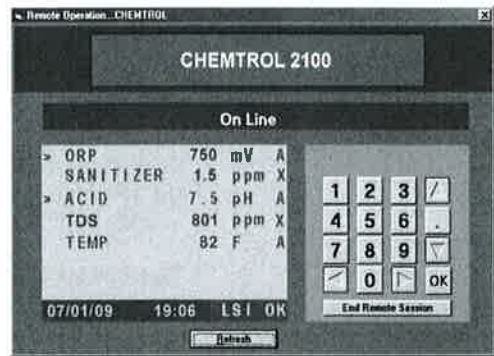 Remote Operation...CHEMTROL
CHEMTROL 2100
On Line
» ORP 750 mV A
SANITIZER 1.5 ppm X
» ACID 7.5 pH A
TDS 801 ppm X
TEMP 82 F A
07/01/09 19:06 LSI OK
1 2 3 /
4 5 6 .
7 8 9
0 OK
End Remote Session
Refresh